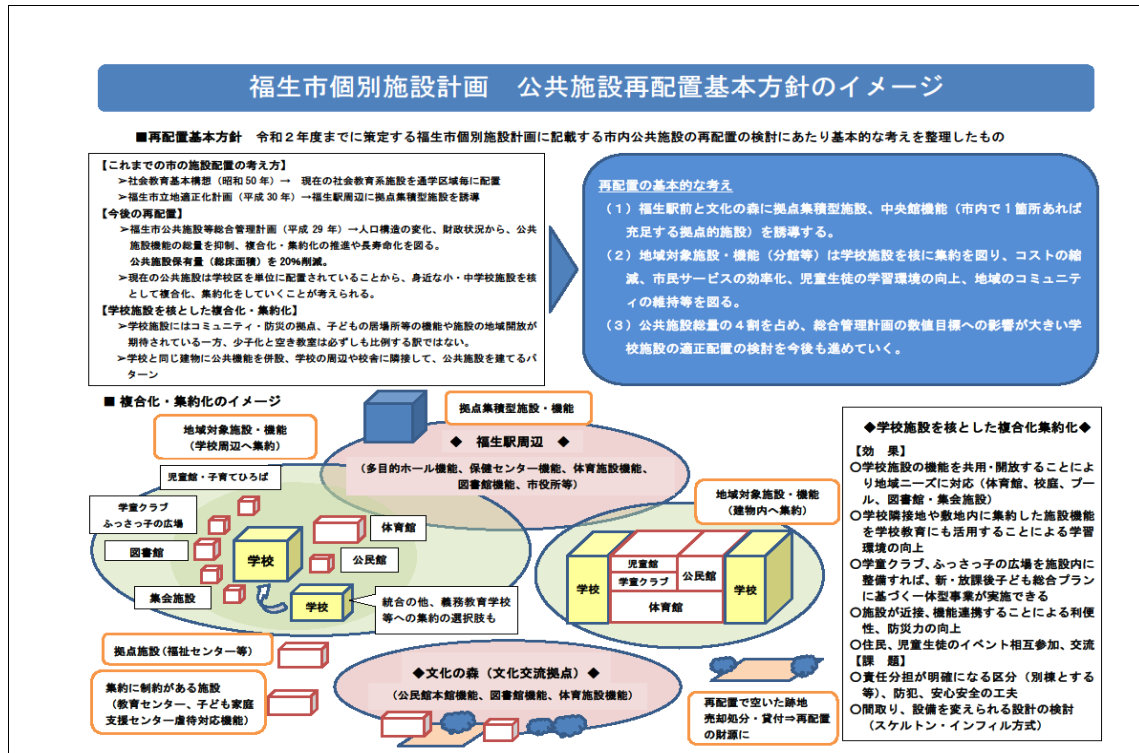 福生市個別施設計画　公共施設再配置基本方針のイメージ
■再配置基本方針　令和２年度までに策定する福生市個別施設計画に記載する市内公共施設の再配置の検討にあたり基本的な考えを整理したもの
【これまでの市の施設配置の考え方】
➢社会教育基本構想（昭和50年）→　現在の社会教育系施設を通学区域毎に配置
➢福生市立地適正化計画（平成30年）→福生駅周辺に拠点集積型施設を誘導
【今後の再配置】
➢福生市公共施設等総合管理計画（平成29年）→人口構造の変化、財政状況から、公共
施設機能の総量を抑制、複合化・集約化の推進や長寿命化を図る。
公共施設保有量（総床面積）を20%削減。
➢現在の公共施設は学校区を単位に配置されていることから、身近な小・中学校施設を核
として複合化、集約化をしていくことが考えられる。
【学校施設を核とした複合化・集約化】
➢学校施設にはコミュニティ・防災の拠点、子どもの居場所等の機能や施設の地域開放が
期待されている一方、少子化と空き教室は必ずしも比例する訳ではない。
➢学校と同じ建物に公共機能を併設、学校の周辺や校舎に隣接して、公共施設を建てるパ
ターン
再配置の基本的な考え
（１）福生駅前と文化の森に拠点集積型施設、中央館機能（市内で１箇所あれば
充足する拠点的施設）を誘導する。
（２）地域対象施設・機能（分館等）は学校施設を核に集約を図り、コストの縮
減、市民サービスの効率化、児童生徒の学習環境の向上、地域のコミュニティ
の維持等を図る。
（３）公共施設総量の４割を占め、総合管理計画の数値目標への影響が大きい学
校施設の適正配置の検討を今後も進めていく。
■ 複合化・集約化のイメージ
拠点集積型施設・機能
地域対象施設・機能
（学校周辺へ集約）
◆　福生駅周辺　◆
（多目的ホール機能、保健センター機能、体育施設機能、
図書館機能、市役所等）
児童館・子育てひろば
学童クラブ
ふっさっ子の広場
図書館
集会施設
学校
体育館
公民館
学校
統合の他、義務教育学校
等への集約の選択肢も
地域対象施設・機能
（建物内へ集約）
学校
児童館
学童クラブ
公民館
体育館
学校
拠点施設（福祉センター等）
集約に制約がある施設
（教育センター、子ども家庭
支援センター虐待対応機能）
◆文化の森（文化交流拠点）◆
（公民館本館機能、図書館機能、体育施設機能）
再配置で空いた跡地
売却処分・貸付⇒再配置
の財源に
◆学校施設を核とした複合化集約化◆
【効　果】
○学校施設の機能を共用・開放することによ
り地域ニーズに対応（体育館、校庭、プー
ル、図書館・集会施設）
○学校隣接地や敷地内に集約した施設機能
を学校教育にも活用することによる学習
環境の向上
○学童クラブ、ふっさっ子の広場を施設内に
整備すれば、新・放課後子ども総合プラン
に基づく一体型事業が実施できる
○施設が近接、機能連携することによる利便
性、防災力の向上
○住民、児童生徒のイベント相互参加、交流
【課　題】
○責任分担が明確になる区分（別棟とする
等）、防犯、安心安全の工夫
○間取り、設備を変えられる設計の検討
（スケルトン・インフィル方式）